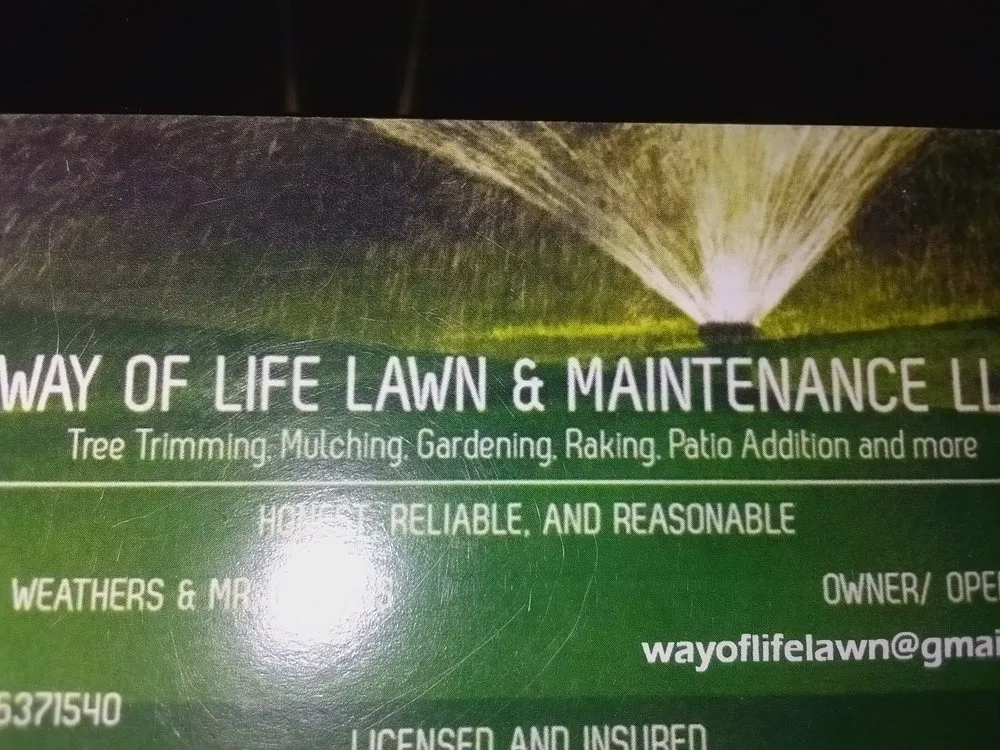 WAY OF LIFE LAWN & MAINTENANCE LL
Tree Trimming, Mulching, Gardening, Raking, Patio Addition and more
HONEST, RELIABLE, AND REASONABLE
WEATHERS & MR
OWNER/ OPE
wayoflifelawn@gmai
6371540
LICENSED AND INSURED